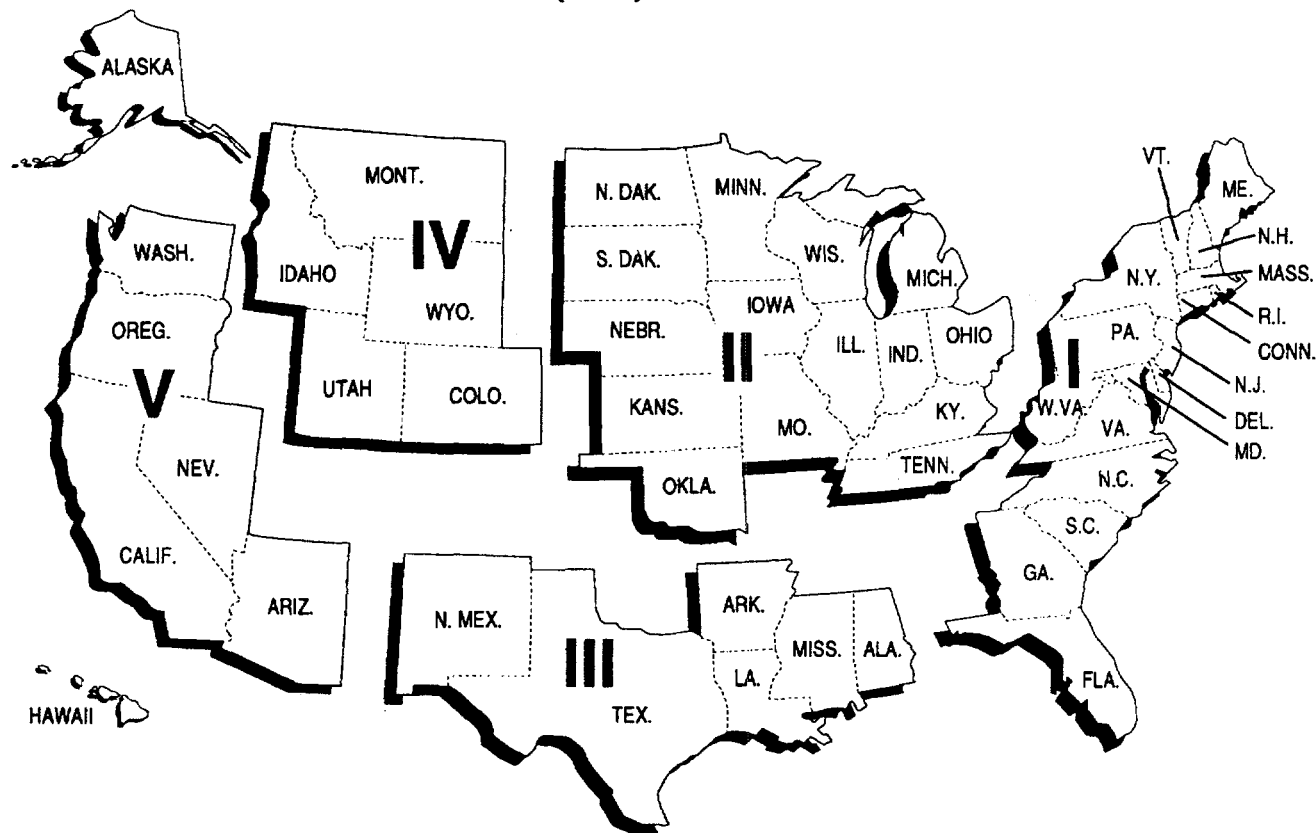 ALASKA
WASH.
OREG.
V
NEV.
CALIF.
ARIZ.
HAWAII
MONT.
IV
IDAHO
WYO.
UTAH
COLO.
N. DAK.
MINN.
S. DAK.
WIS.
MICH.
IOWA
NEBR.
II
ILL.
IND.
OHIO
KANS.
MO.
KY.
TENN.
OKLA.
N. MEX.
III
TEX.
ARK.
LA.
MISS.
ALA.
VT.
ME.
N.H.
MASS.
N.Y.
R.I.
CONN.
PA.
I
N.J.
DEL.
MD.
W.VA.
VA.
N.C.
S.C.
GA.
FLA.